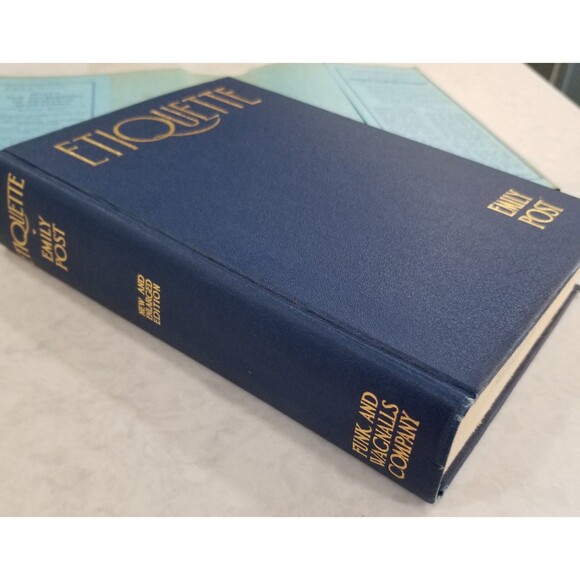 ETIQUETTE
EMILY
POST
ETIQUETTE
EMILY
POST
NEW AND
ENLARGED
EDITION
FUNK AND
WAGNALLS
COMPANY